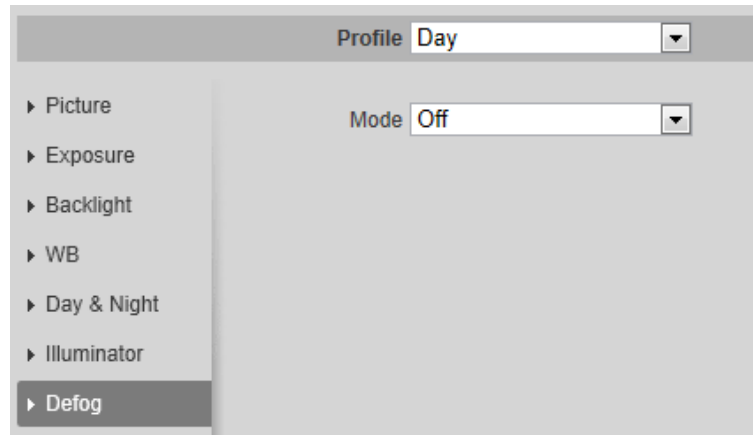 Profile Day
Picture
Mode Off
Exposure
Backlight
WB
Day & Night
Illuminator
Defog